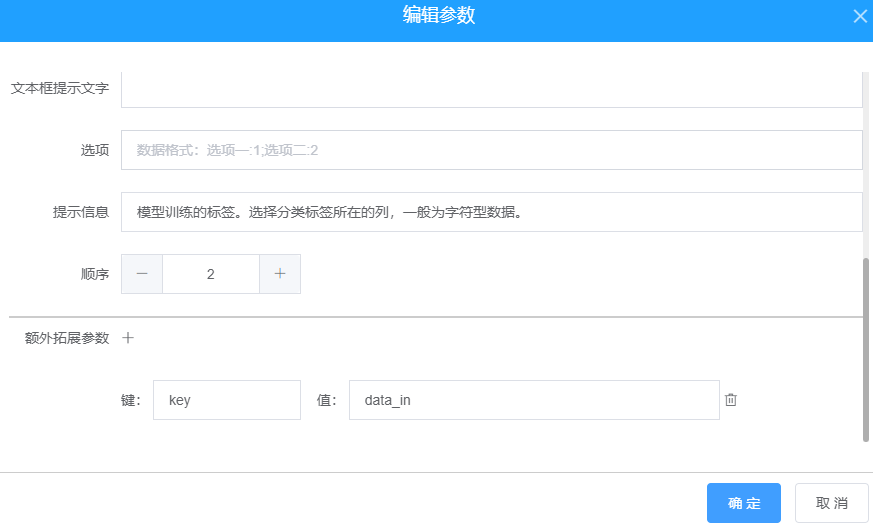 编辑参数
文本框提示文字
选项 数据格式：选项一:1;选项二:2
提示信息 模型训练的标签。选择分类标签所在的列，一般为字符型数据。
顺序 2
额外拓展参数
键： key 值： data_in
确定 取消